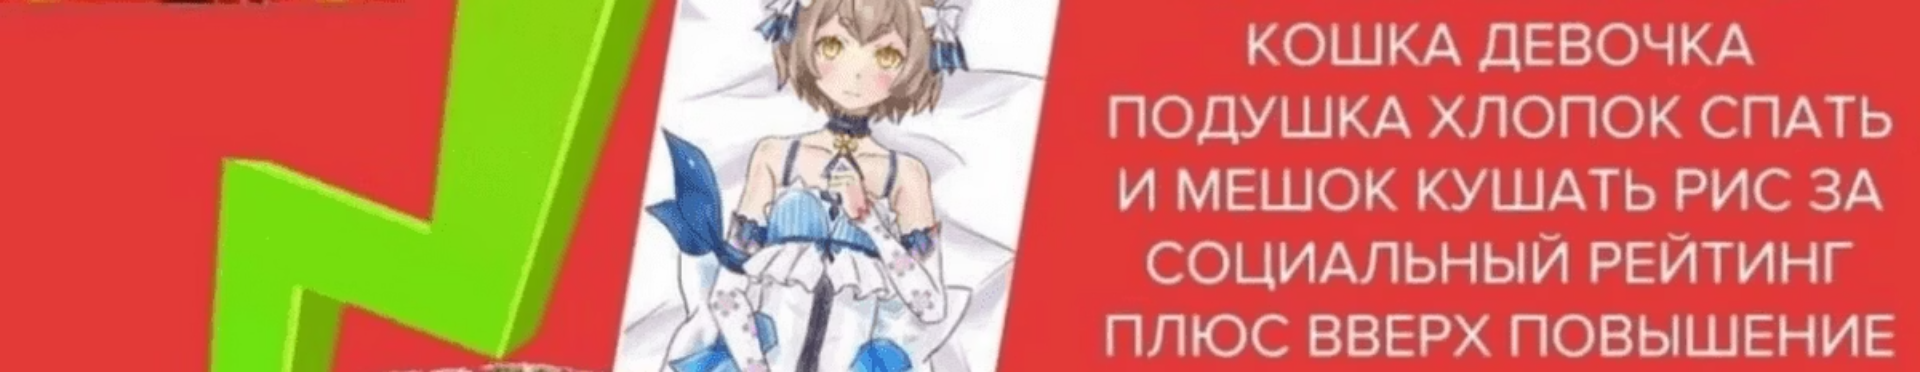 КОШКА ДЕВОЧКА
ПОДУШКА ХЛОПОК СПАТЬ
И МЕШОК КУШАТЬ РИС ЗА
СОЦИАЛЬНЫЙ РЕЙТИНГ
ПЛЮС ВВЕРХ ПОВЫШЕНИЕ